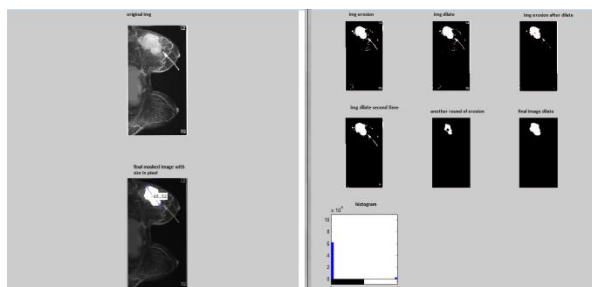 original img
final masked image with
size in pixel
img erosion
img dilate
img erosion after dilate
img dilate second time
another round of erosion
final image dilate
histogram
10
8
6
4
2
0